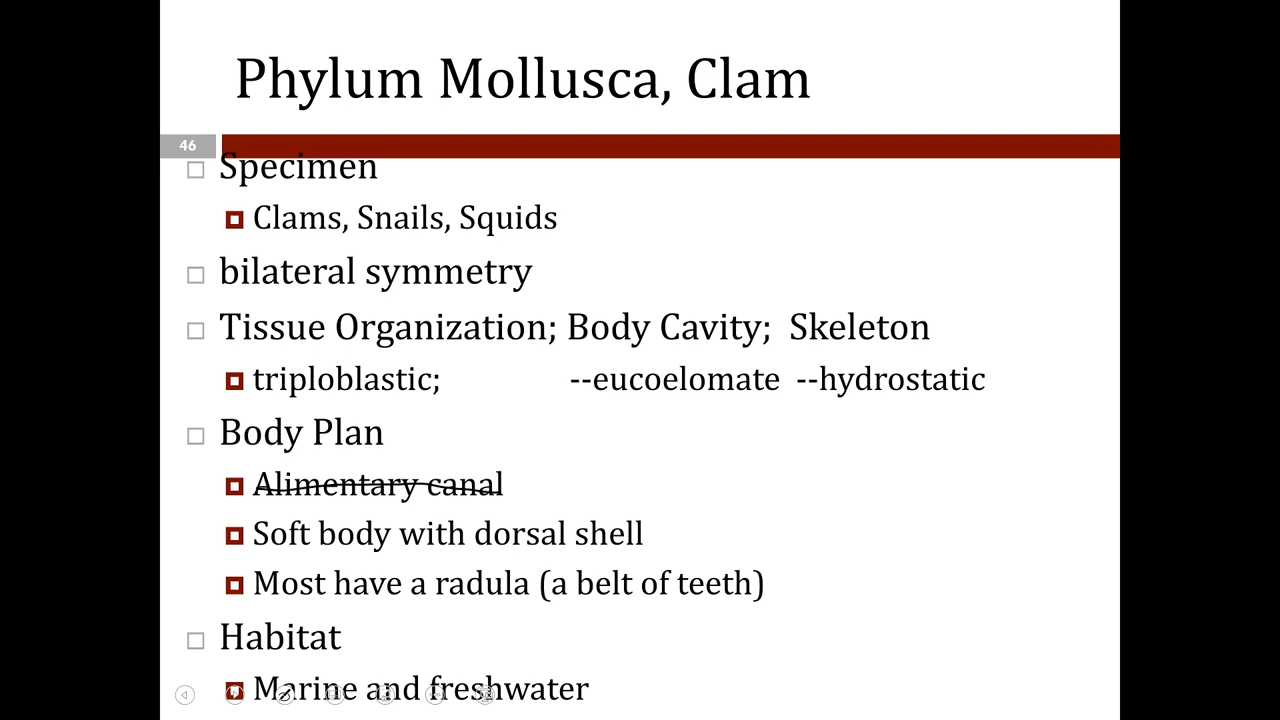 Phylum Mollusca, Clam
46
Specimen
Clams, Snails, Squids
bilateral symmetry
Tissue Organization; Body Cavity; Skeleton
triploblastic; --eucoelomate --hydrostatic
Body Plan
Alimentary canal
Soft body with dorsal shell
Most have a radula (a belt of teeth)
Habitat
Marine and freshwater